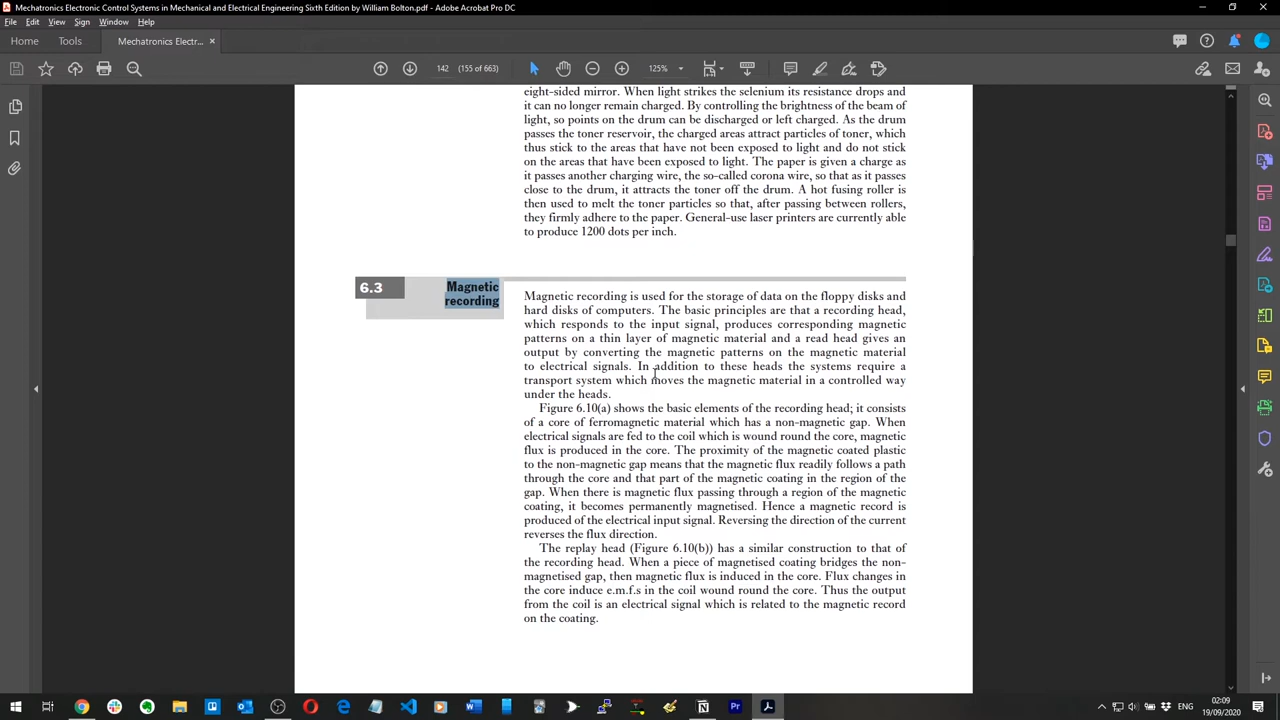 Mechatronics Electronic Control Systems in Mechanical and Electrical Engineering Sixth Edition by William Bolton.pdf - Adobe Acrobat Pro DC
File Edit View Sign Window Help
Home Tools Mechatronics Electr... ×
142 (155 of 663) 125%
eight-sided mirror. When light strikes the selenium its resistance drops and
it can no longer remain charged. By controlling the brightness of the beam of
light, so points on the drum can be discharged or left charged. As the drum
passes the toner reservoir, the charged areas attract particles of toner, which
thus stick to the areas that have not been exposed to light and do not stick
on the areas that have been exposed to light. The paper is given a charge as
it passes another charging wire, the so-called corona wire, so that as it passes
close to the drum, it attracts the toner off the drum. A hot fusing roller is
then used to melt the toner particles so that, after passing between rollers,
they firmly adhere to the paper. General-use laser printers are currently able
to produce 1200 dots per inch.
6.3 Magnetic
recording
Magnetic recording is used for the storage of data on the floppy disks and
hard disks of computers. The basic principles are that a recording head,
which responds to the input signal, produces corresponding magnetic
patterns on a thin layer of magnetic material and a read head gives an
output by converting the magnetic patterns on the magnetic material
to electrical signals. In addition to these heads the systems require a
transport system which moves the magnetic material in a controlled way
under the heads.
Figure 6.10(a) shows the basic elements of the recording head; it consists
of a core of ferromagnetic material which has a non-magnetic gap. When
electrical signals are fed to the coil which is wound round the core, magnetic
flux is produced in the core. The proximity of the magnetic coated plastic
to the non-magnetic gap means that the magnetic flux readily follows a path
through the core and that part of the magnetic coating in the region of the
gap. When there is magnetic flux passing through a region of the magnetic
coating, it becomes permanently magnetised. Hence a magnetic record is
produced of the electrical input signal. Reversing the direction of the current
reverses the flux direction.
The replay head (Figure 6.10(b)) has a similar construction to that of
the recording head. When a piece of magnetised coating bridges the non-
magnetised gap, then magnetic flux is induced in the core. Flux changes in
the core induce e.m.f.s in the coil wound round the core. Thus the output
from the coil is an electrical signal which is related to the magnetic record
on the coating.
02:09
19/09/2020